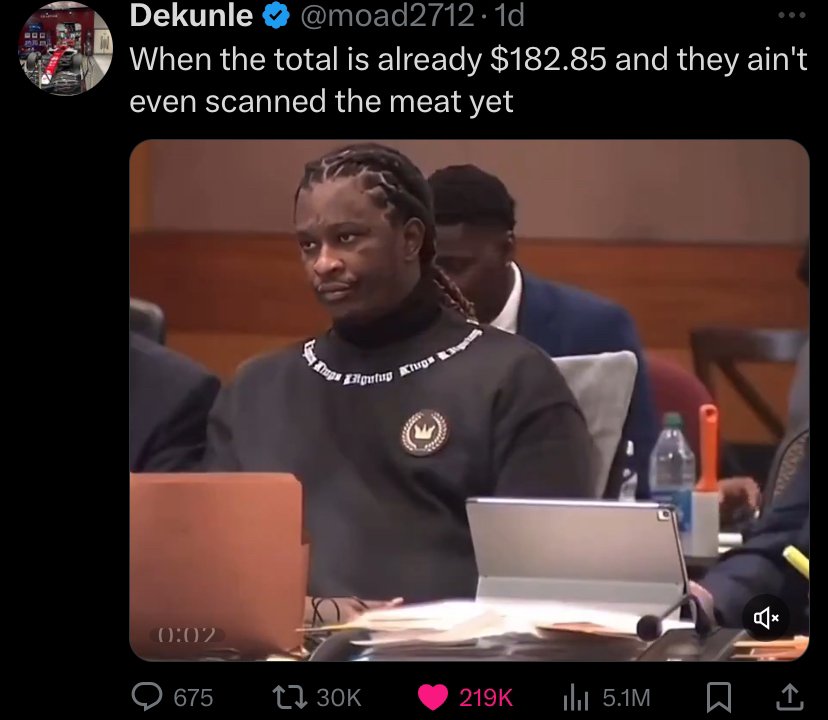 Dekunle @moad2712 · 1d
When the total is already $182.85 and they ain't
even scanned the meat yet
Kings
0:02
675 30K 219K 5.1M